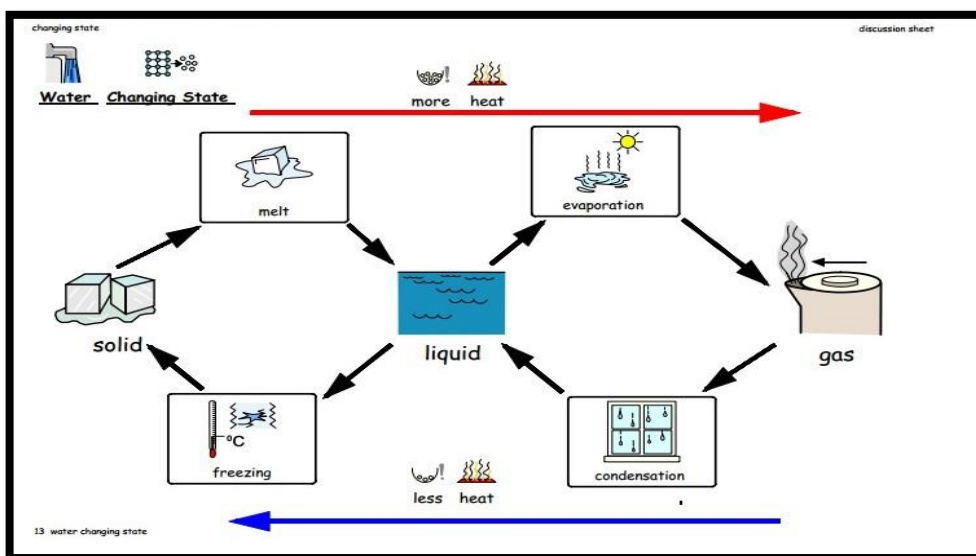 changing state
discussion sheet
Water Changing State
more heat
melt
evaporation
solid
liquid
gas
°C
freezing
condensation
less heat
13 water changing state